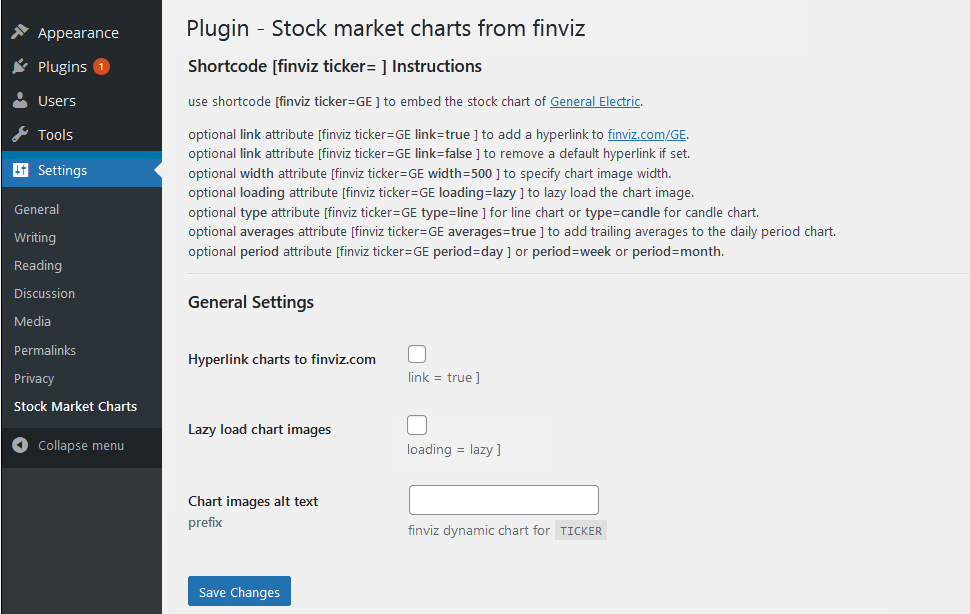 Appearance
Plugins 1
Users
Tools
Settings
General
Writing
Reading
Discussion
Media
Permalinks
Privacy
Stock Market Charts
Collapse menu
Plugin - Stock market charts from finviz
Shortcode [finviz ticker= ] Instructions
use shortcode [finviz ticker=GE ] to embed the stock chart of General Electric.
optional link attribute [finviz ticker=GE link=true ] to add a hyperlink to finviz.com/GE.
optional link attribute [finviz ticker=GE link=false ] to remove a default hyperlink if set.
optional width attribute [finviz ticker=GE width=500 ] to specify chart image width.
optional loading attribute [finviz ticker=GE loading=lazy ] to lazy load the chart image.
optional type attribute [finviz ticker=GE type=line ] for line chart or type=candle for candle chart.
optional averages attribute [finviz ticker=GE averages=true ] to add trailing averages to the daily period chart.
optional period attribute [finviz ticker=GE period=day ] or period=week or period=month.
General Settings
Hyperlink charts to finviz.com
link = true ]
Lazy load chart images
loading = lazy ]
Chart images alt text
prefix
finviz dynamic chart for TICKER
Save Changes